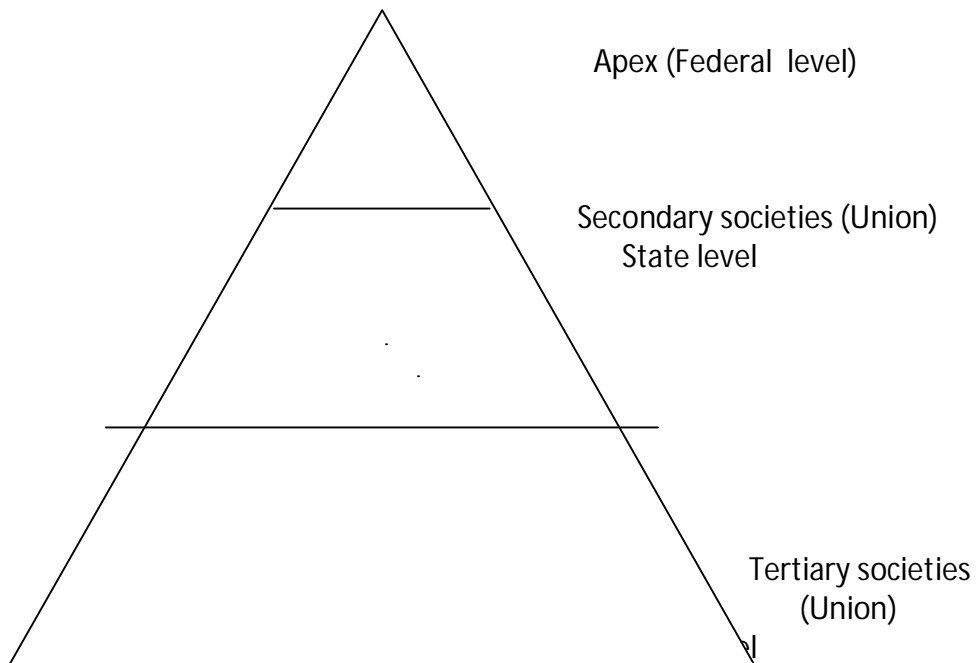 Apex (Federal level)
Secondary societies (Union)
State level
Tertiary societies
(Union)